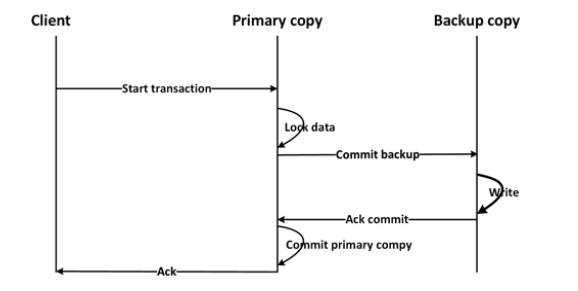 Client
Primary copy
Backup copy
Start transaction
Lock data
Commit backup
Write
Ack commit
Commit primary compy
Ack